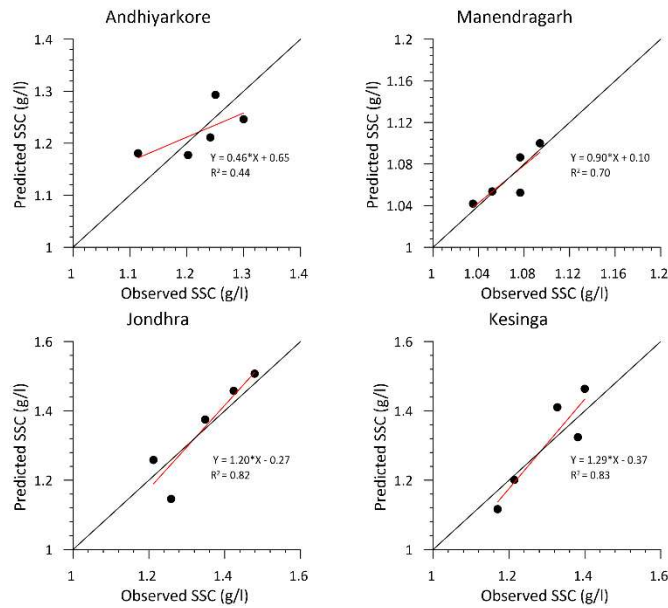 Andhiyarkore
Predicted SSC (g/l)
1.4
1.3
1.2
1.1
1
Y = 0.46*X + 0.65
R² = 0.44
1 1.1 1.2 1.3 1.4
Observed SSC (g/l)
Manendragarh
Predicted SSC (g/l)
1.2
1.16
1.12
1.08
1.04
1
Y = 0.90*X + 0.10
R² = 0.70
1 1.04 1.08 1.12 1.16 1.2
Observed SSC (g/l)
Jondhra
Predicted SSC (g/l)
1.6
1.4
1.2
1
Y = 1.20*X - 0.27
R² = 0.82
1 1.2 1.4 1.6
Observed SSC (g/l)
Kesinga
Predicted SSC (g/l)
1.6
1.4
1.2
1
Y = 1.29*X - 0.37
R² = 0.83
1 1.2 1.4 1.6
Observed SSC (g/l)